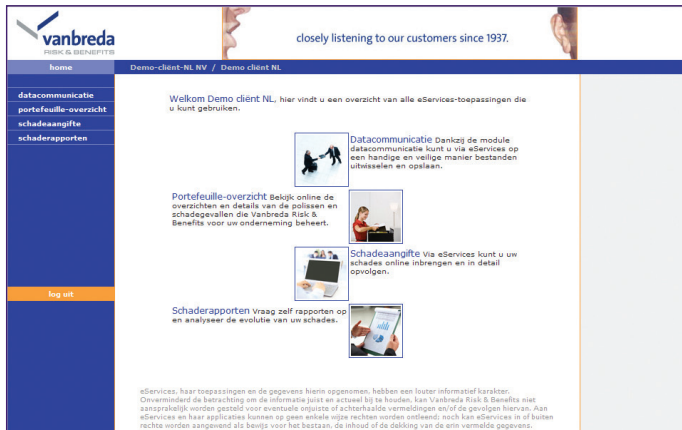 vanbreda
RISK & BENEFITS
closely listening to our customers since 1937.
home
Demo-cliënt-NL NV / Demo cliënt NL
datacommunicatie
portefeuille-overzicht
schadeaangifte
schaderapporten
log uit
Welkom Demo cliënt NL, hier vindt u een overzicht van alle eServices-toepassingen die
u kunt gebruiken.
Datacommunicatie Dankzij de module
datacommunicatie kunt u via eServices op
een handige en veilige manier bestanden
uitwisselen en opslaan.
Portefeuille-overzicht Bekijk online de
overzichten en details van de polissen en
schadegevallen die Vanbreda Risk &
Benefits voor uw onderneming beheert.
Schadeaangifte Via eServices kunt u uw
schades online inbrengen en in detail
opvolgen.
Schaderapporten Vraag zelf rapporten op
en analyseer de evolutie van uw schades.
eServices, haar toepassingen en de gegevens hierin opgenomen, hebben een louter informatief karakter.
Onverminderd de betrachting om de informatie juist en actueel bij te houden, kan Vanbreda Risk & Benefits niet
aansprakelijk worden gesteld voor eventuele onjuiste of achterhaalde vermeldingen en/of de gevolgen hiervan. Aan
eServices en haar applicaties kunnen op geen enkele wijze rechten worden ontleend; noch kan eServices in of buiten
rechte worden aangewend als bewijs voor het bestaan, de inhoud of de dekking van de erin vermelde gegevens.